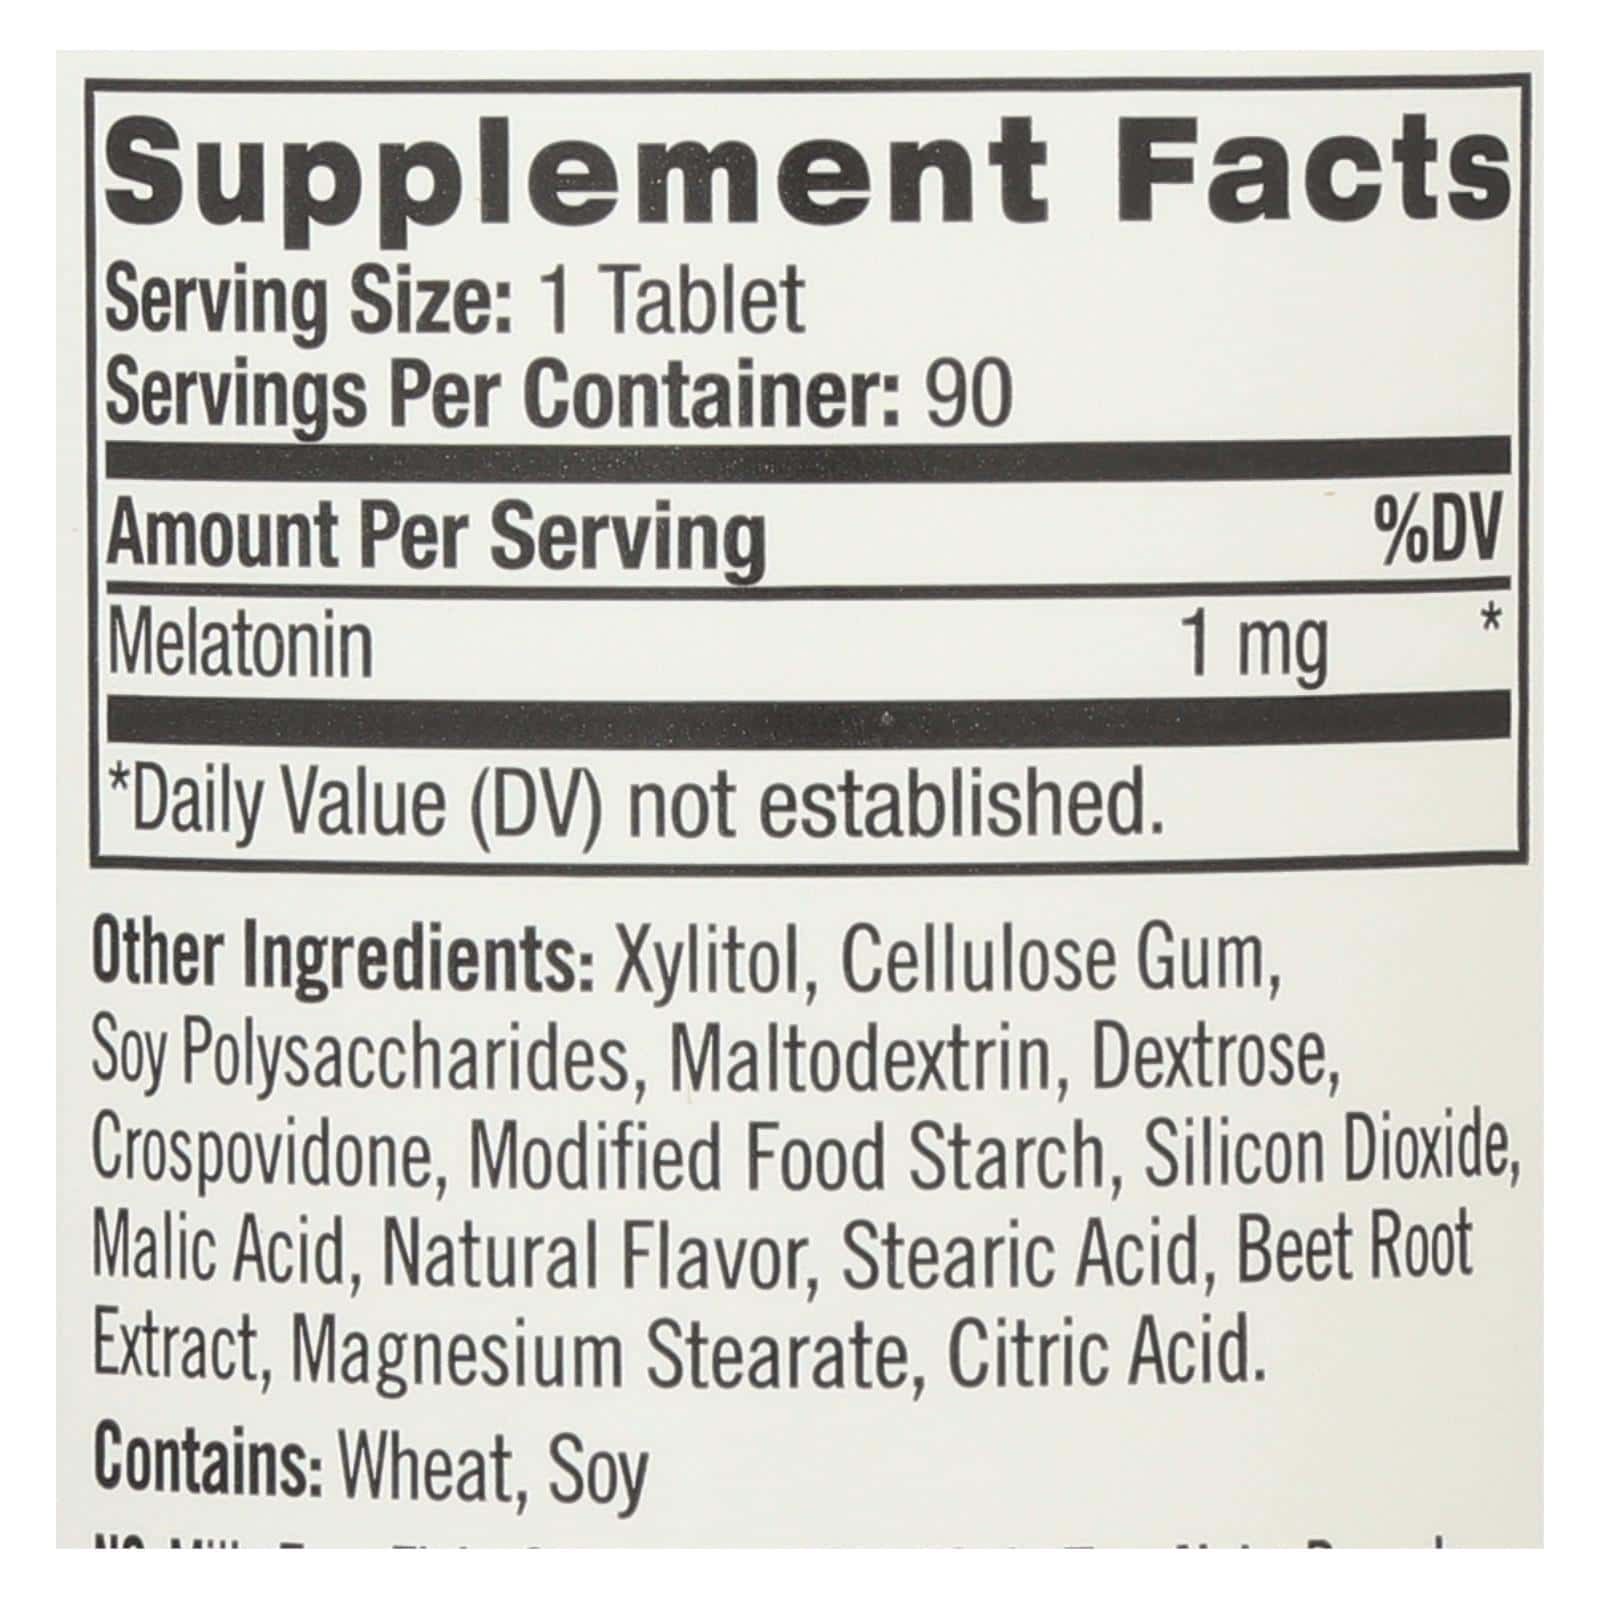 Supplement Facts
Serving Size: 1 Tablet
Servings Per Container: 90
Amount Per Serving %DV
Melatonin 1 mg *
*Daily Value (DV) not established.
Other Ingredients: Xylitol, Cellulose Gum,
Soy Polysaccharides, Maltodextrin, Dextrose,
Crospovidone, Modified Food Starch, Silicon Dioxide,
Malic Acid, Natural Flavor, Stearic Acid, Beet Root
Extract, Magnesium Stearate, Citric Acid.
Contains: Wheat, Soy